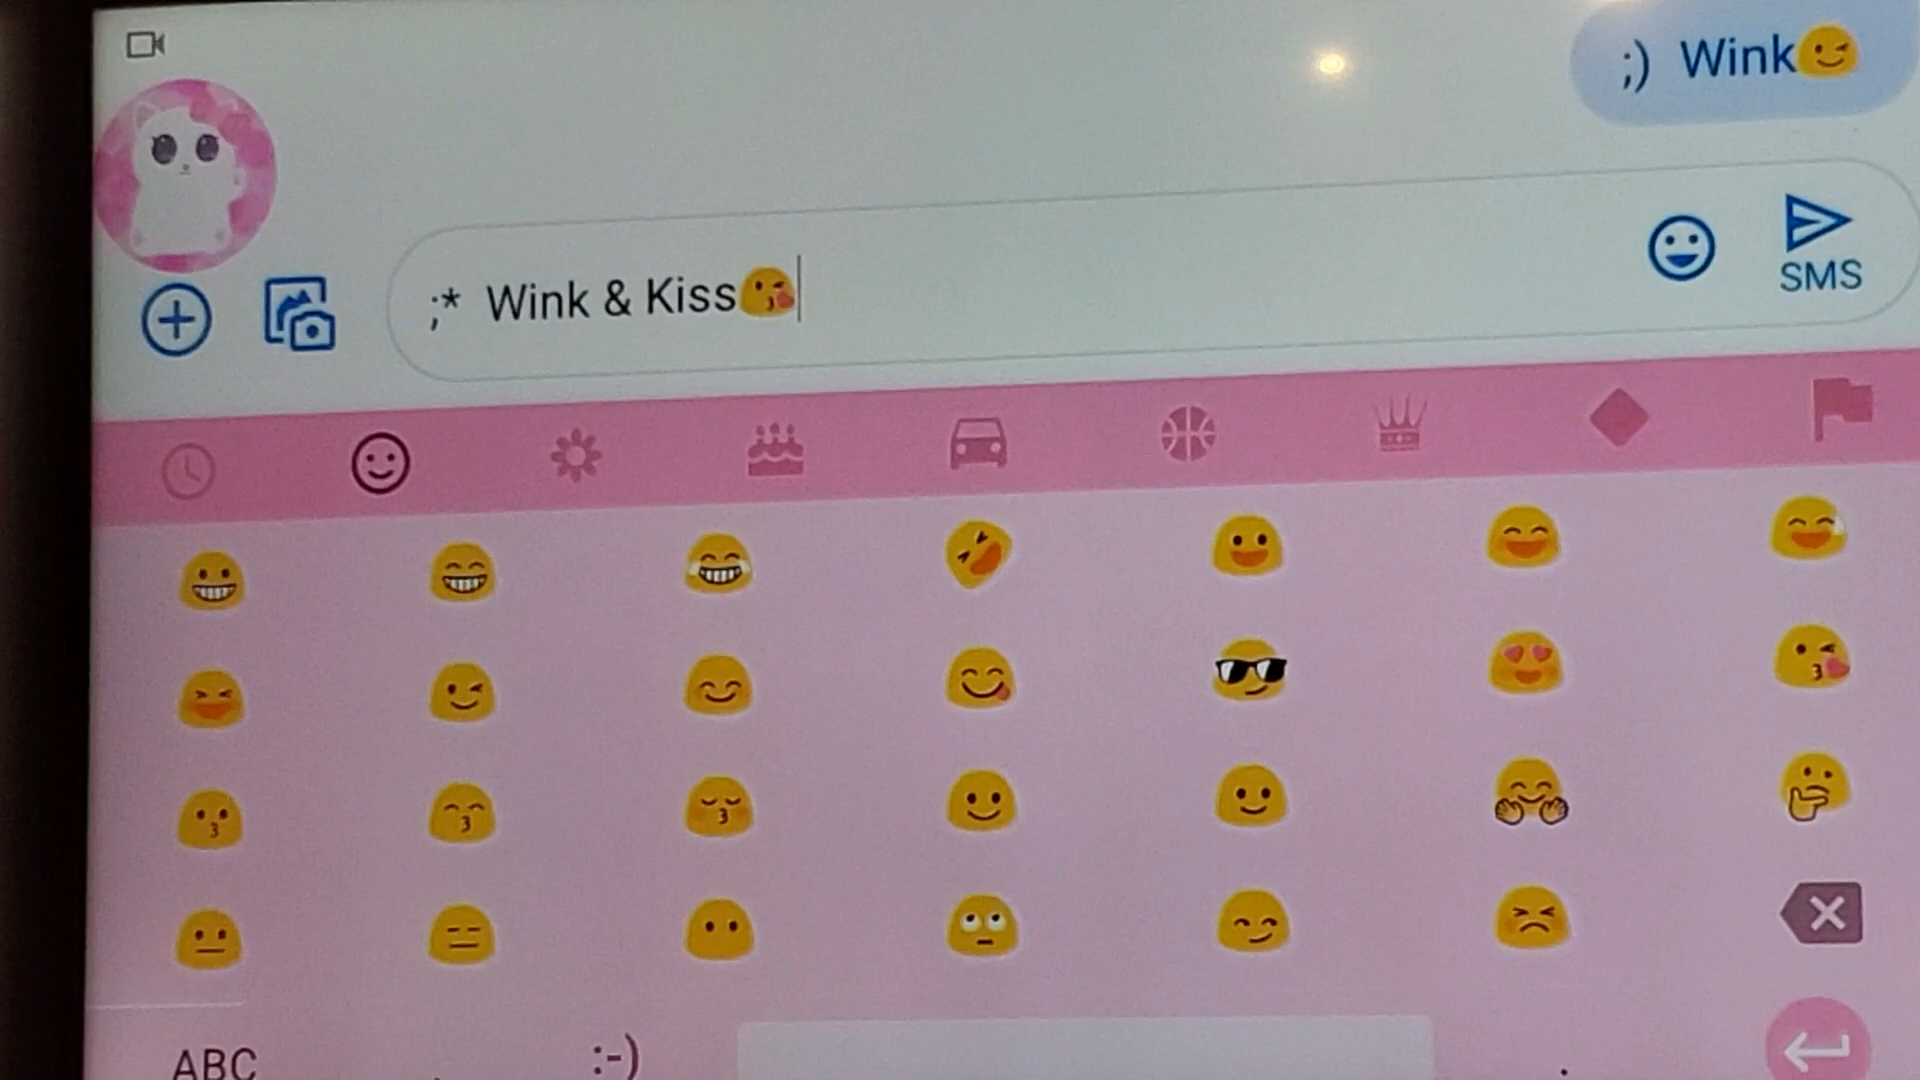 ;) Wink😉
;* Wink & Kiss😘
SMS
ABC , :-) .